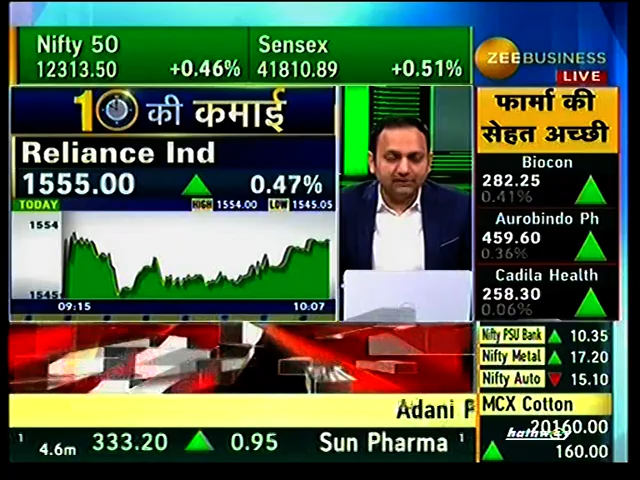 Nifty 50
12313.50 +0.46%
Sensex
41810.89 +0.51%
ZEEBUSINESS
LIVE
10 की कमाई
Reliance Ind
1555.00 0.47%
TODAY HIGH 1554.00 LOW 1545.05
1554
1545
09:15 10:07
फार्मा की
सेहत अच्छी
Biocon
282.25
0.41%
Aurobindo Ph
459.60
0.36%
Cadila Health
258.30
0.06%
Nifty PSU Bank 10.35
Nifty Metal 17.20
Nifty Auto 15.10
MCX Cotton
20160.00
hathway
160.00
Adani P
1 4.6m 333.20 0.95 Sun Pharma 1